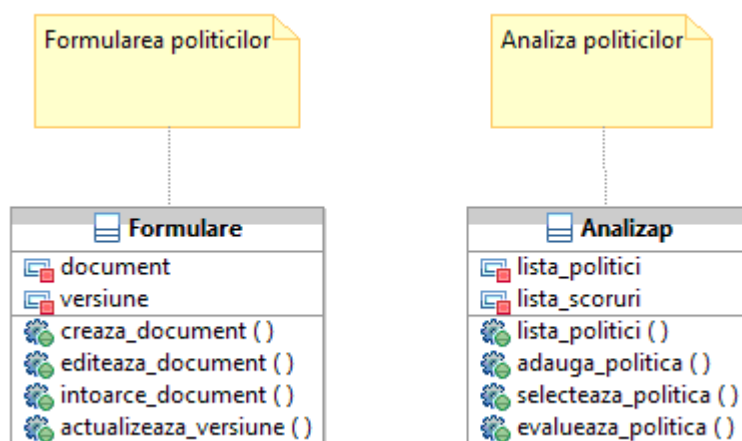 Formularea politicilor
Analiza politicilor
Formulare
document
versiune
creaza_document ( )
editeaza_document ( )
intoarce_document ( )
actualizeaza_versiune ( )
Analizap
lista_politici
lista_scoruri
lista_politici ( )
adauga_politica ( )
selecteaza_politica ( )
evalueaza_politica ( )